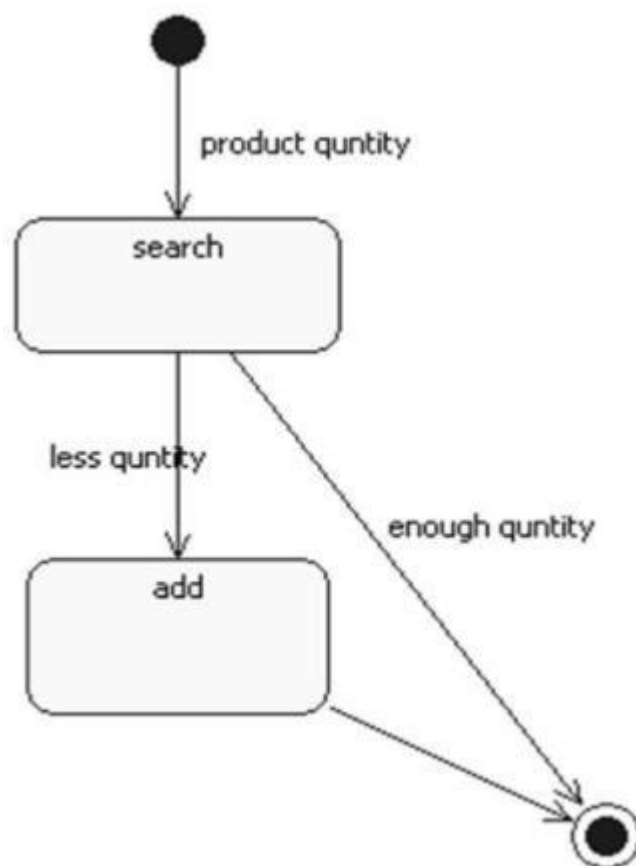 product quntity
search
less quntity
enough quntity
add